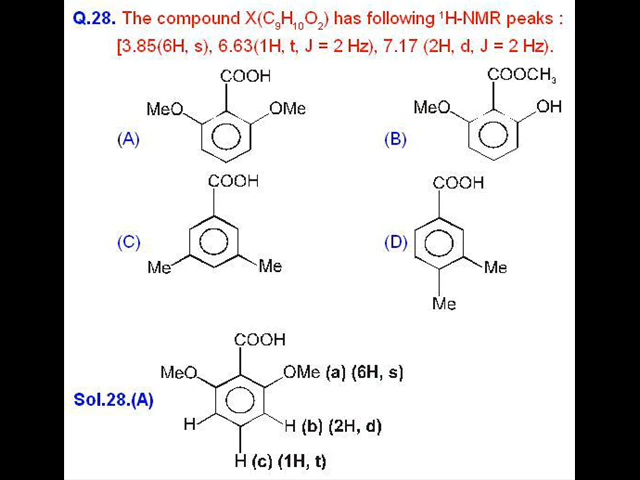 Q.28. The compound X(C₉H₁₀O₂) has following ¹H-NMR peaks :
[3.85(6H, s), 6.63(1H, t, J = 2 Hz), 7.17 (2H, d, J = 2 Hz).
COOH
MeO OMe
(A)
COOCH₃
MeO OH
(B)
COOH
(C)
Me Me
COOH
(D)
Me
Me
COOH
MeO OMe (a) (6H, s)
Sol.28.(A)
H H (b) (2H, d)
H (c) (1H, t)